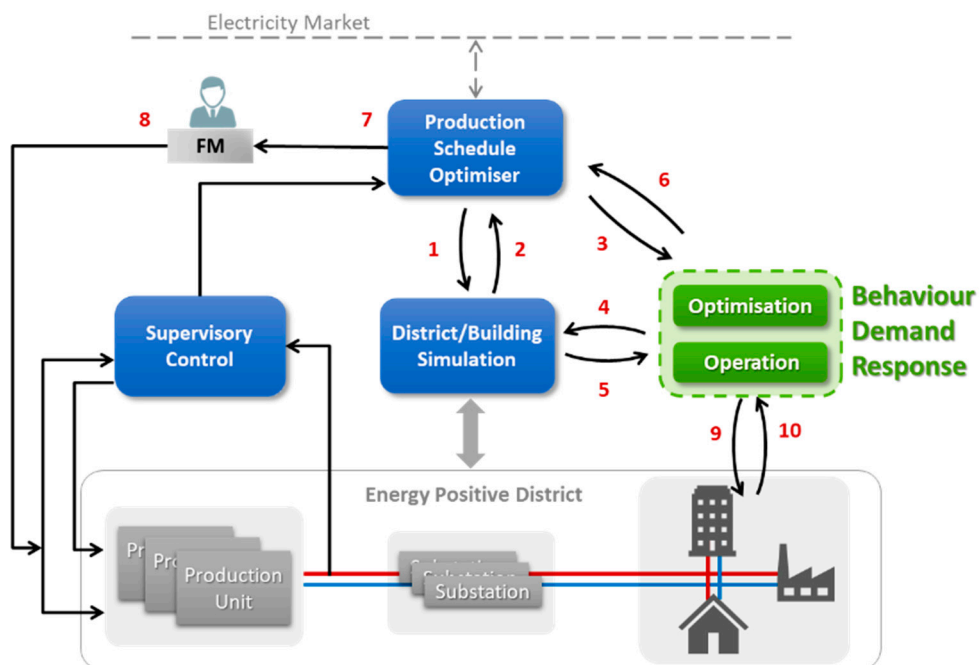 Electricity Market
8
7
FM
Production
Schedule
Optimiser
6
3
1
2
Supervisory
Control
District/Building
Simulation
4
5
Optimisation
Operation
Behaviour
Demand
Response
9
10
Energy Positive District
Production
Unit
Substation